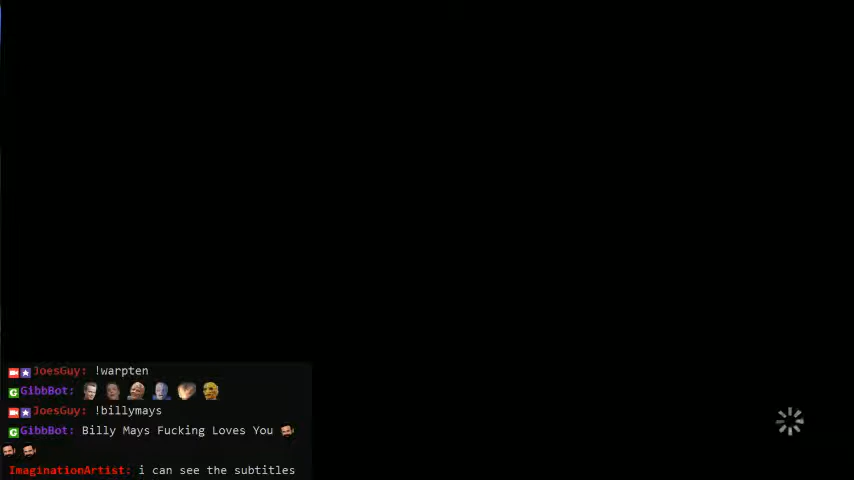 JoesGuy: !warpten
GibbBot:
JoesGuy: !billymays
GibbBot: Billy Mays Fucking Loves You
ImaginationArtist: i can see the subtitles